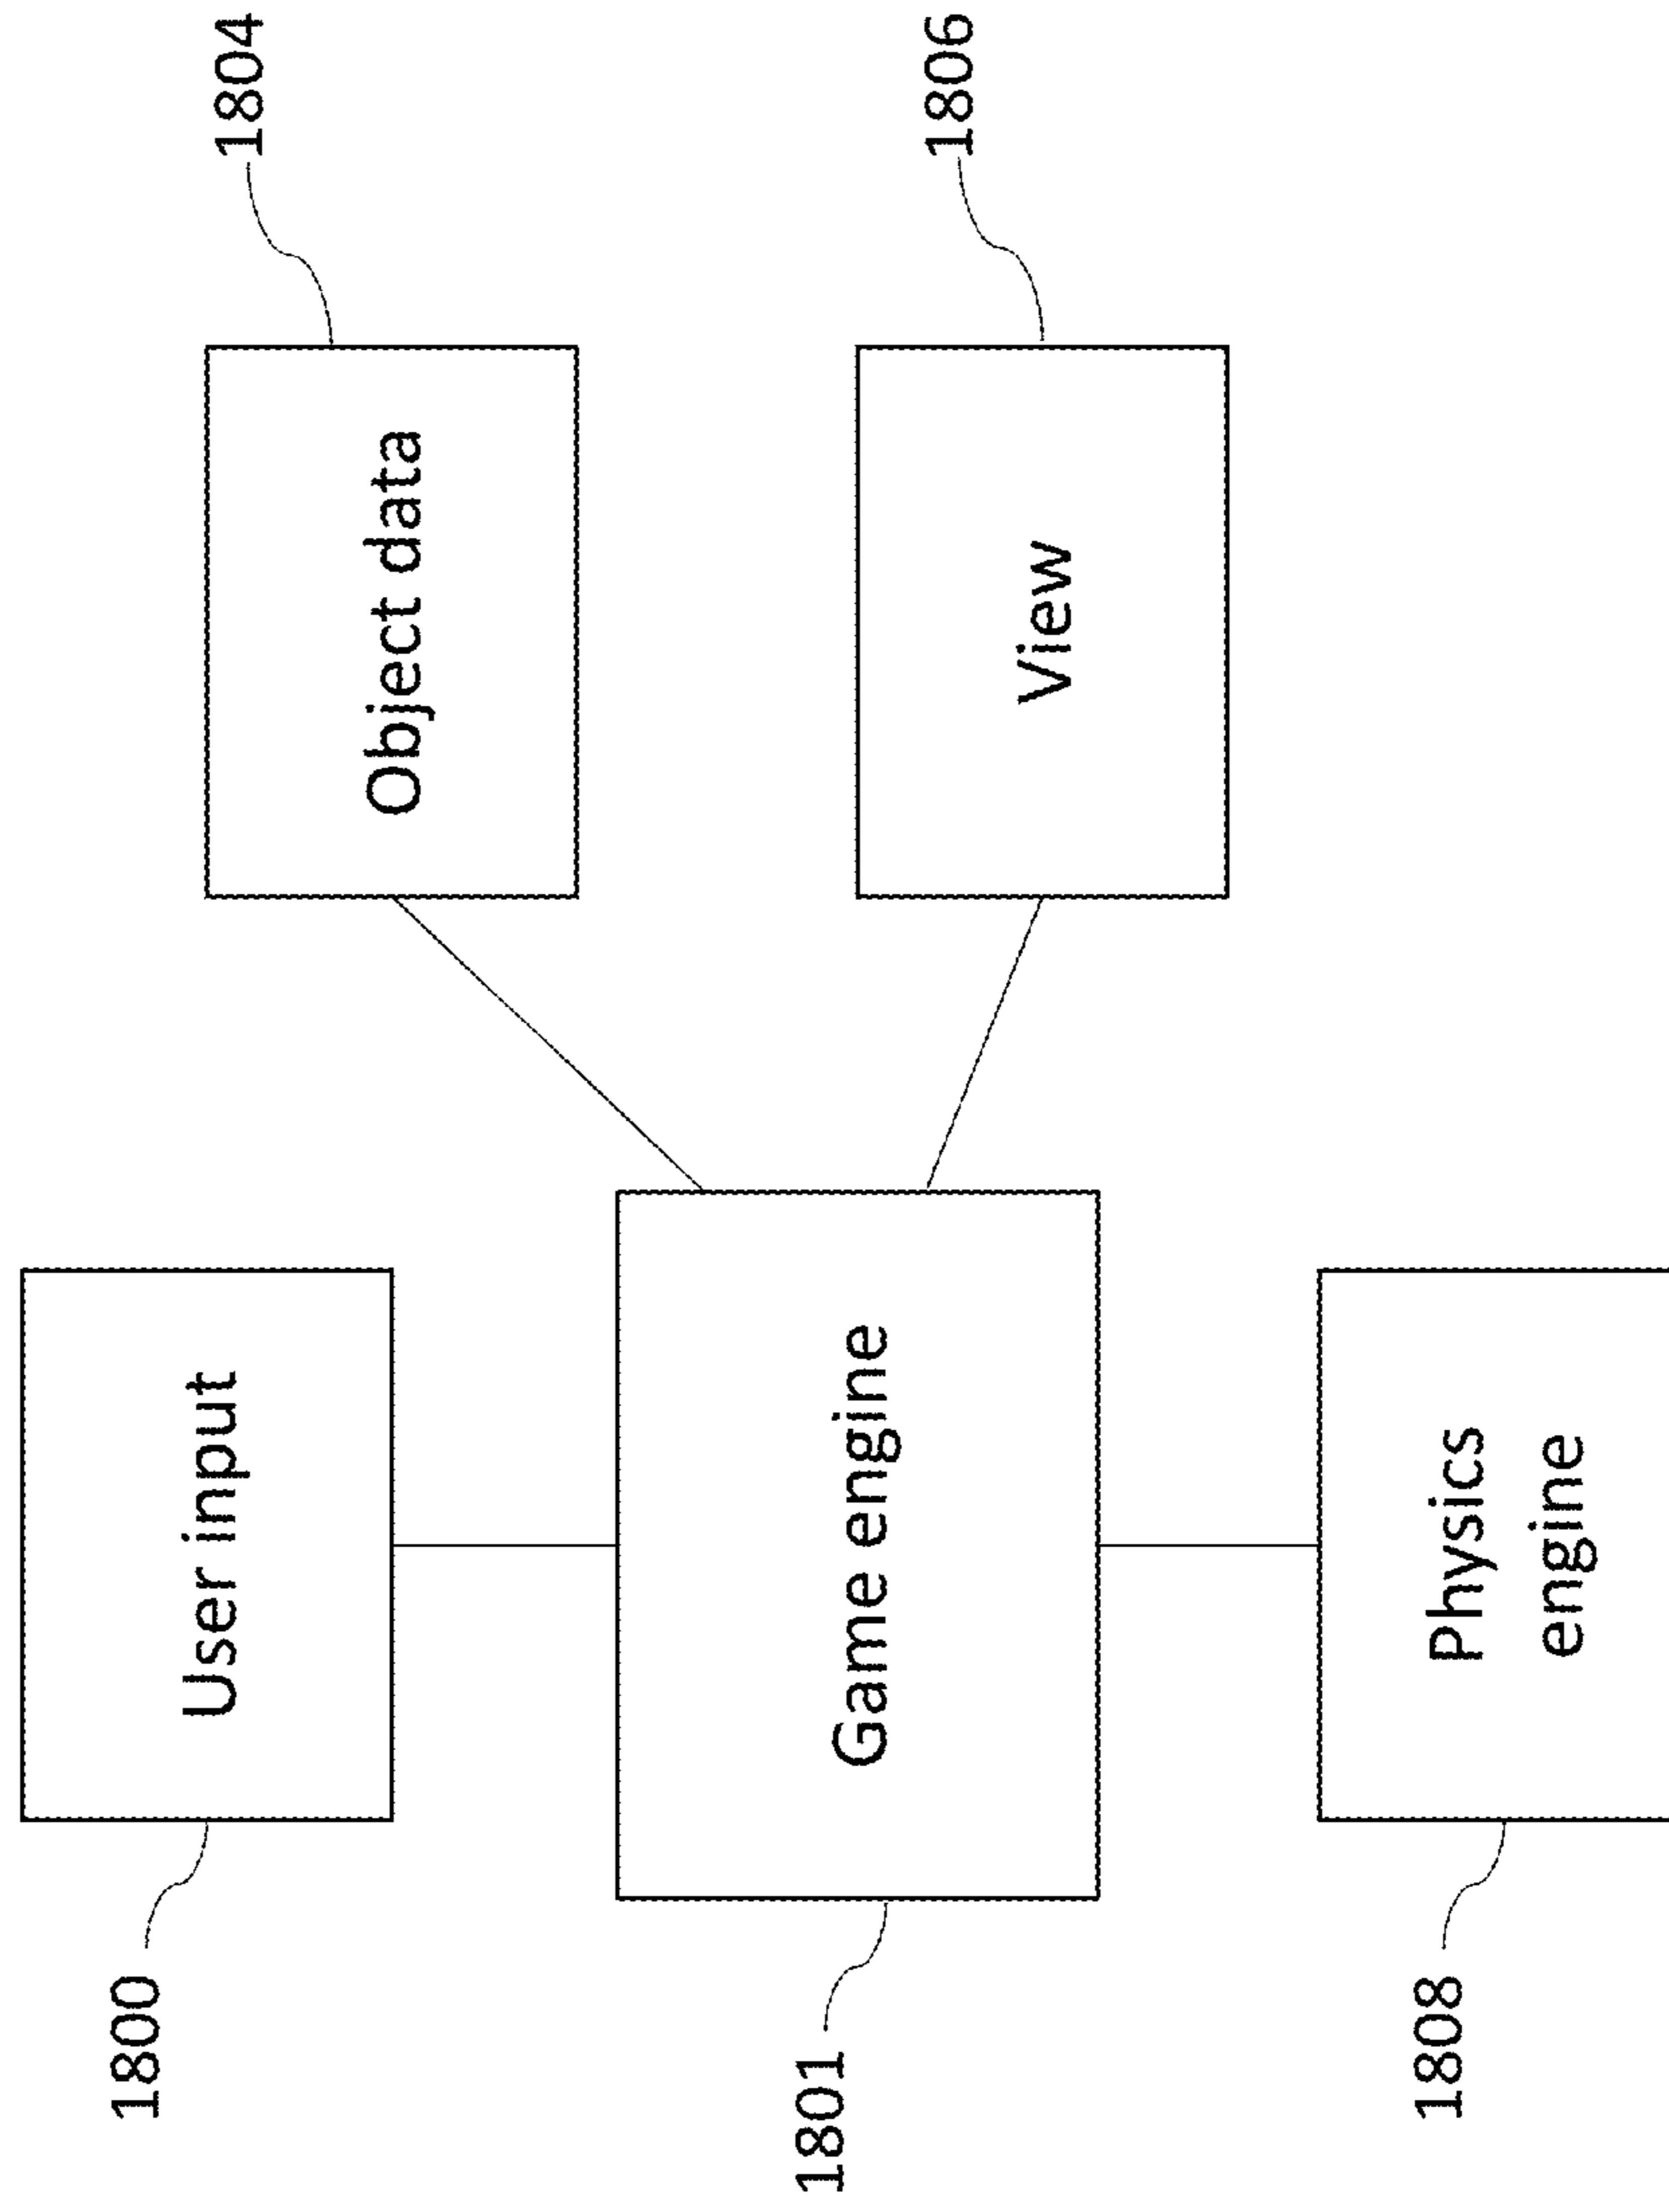 1800
User input
1804
Object data
1801
Game engine
1806
View
1808
Physics
engine